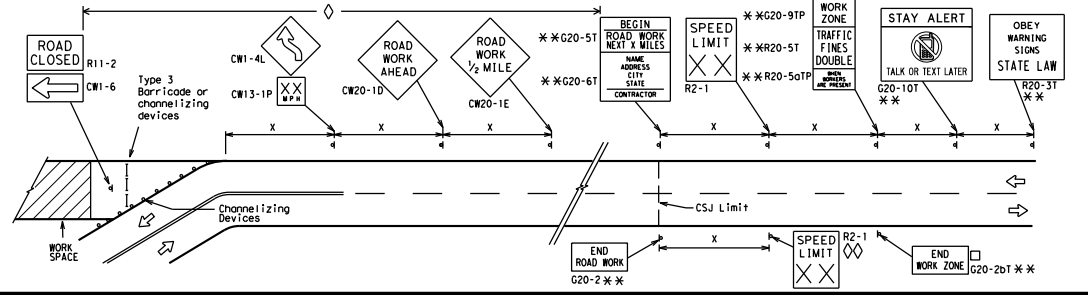 ◇
ROAD
CLOSED
R11-2
CW1-6
Type 3
Barricade or
channelizing
devices
CW1-4L
CW13-1P
XX
MPH
ROAD
WORK
AHEAD
CW20-1D
ROAD
WORK
1/2 MILE
CW20-1E
* *G20-5T
* *G20-6T
BEGIN
ROAD WORK
NEXT X MILES
NAME
ADDRESS
CITY
STATE
CONTRACTOR
SPEED
LIMIT
X X
R2-1
* *G20-9TP
* *R20-5T
* *R20-5aTP
WORK
ZONE
TRAFFIC
FINES
DOUBLE
WHEN
WORKERS
ARE PRESENT
STAY ALERT
TALK OR TEXT LATER
G20-10T
* *
OBEY
WARNING
SIGNS
STATE LAW
R20-3T
* *
X
X
X
X
X
X
X
WORK
SPACE
Channelizing
Devices
CSJ Limit
END
ROAD WORK
G20-2 * *
X
SPEED
LIMIT
X X
R2-1
◇◇
END
WORK ZONE
G20-2bT * *